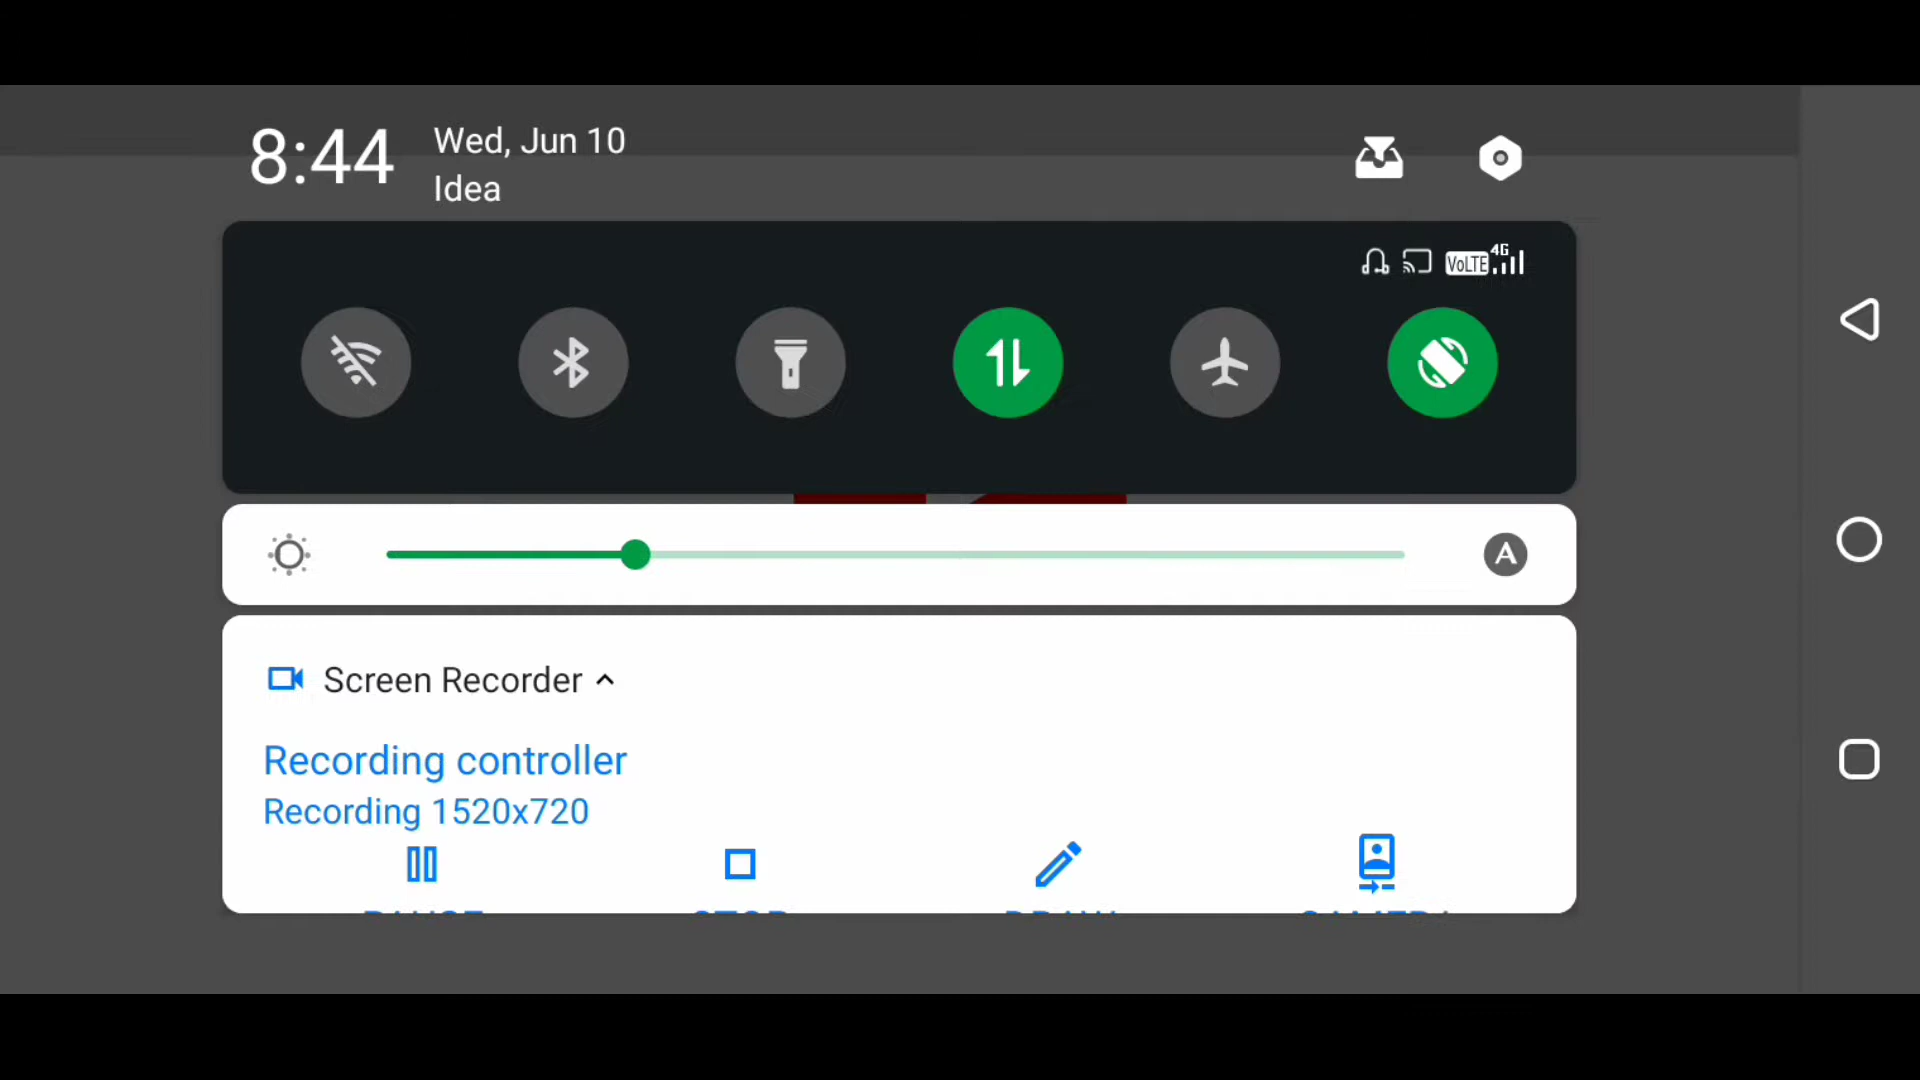 8:44
Wed, Jun 10
Idea
VoLTE 4G
A
Screen Recorder
Recording controller
Recording 1520x720